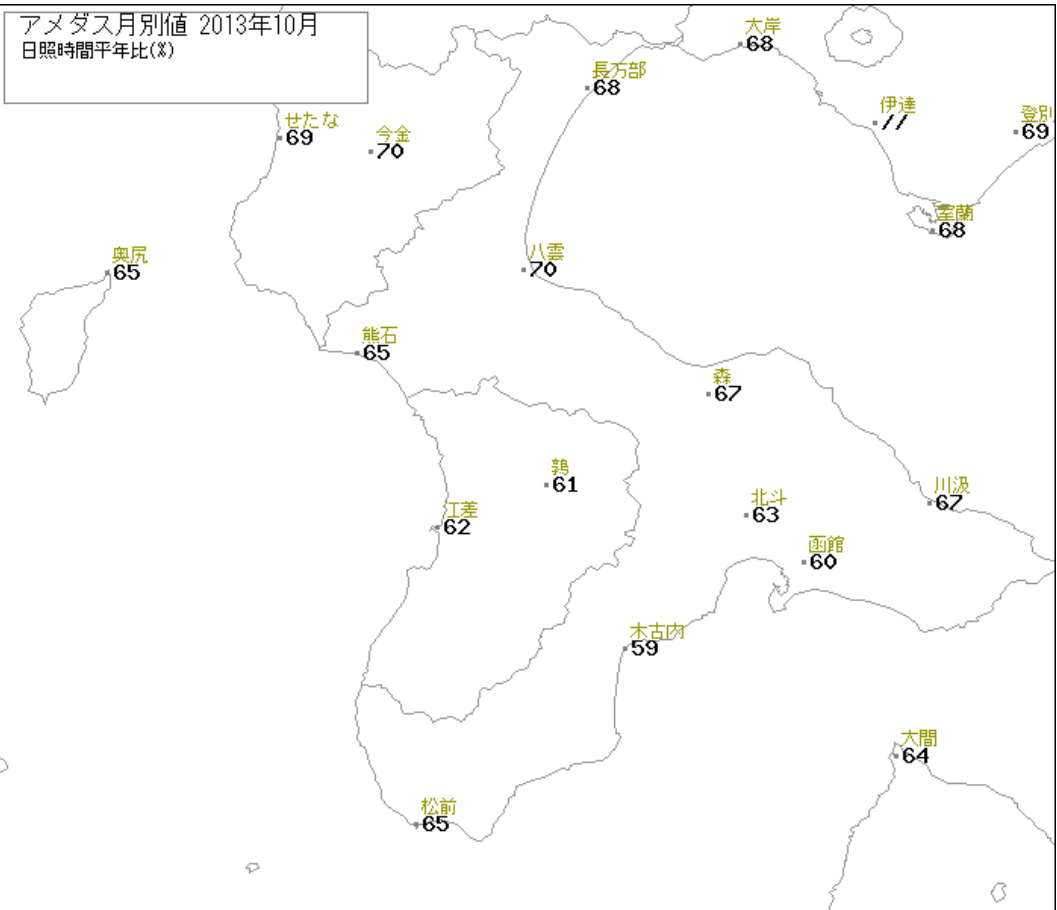 アメダス月別値 2013年10月
日照時間平年比(%)
大岸
68
長万部
68
伊達
//
登別
69
せたな
69
今金
70
室蘭
68
八雲
70
奥尻
65
熊石
65
森
67
鶉
61
川汲
67
北斗
63
江差
62
函館
60
木古内
59
大間
64
松前
65